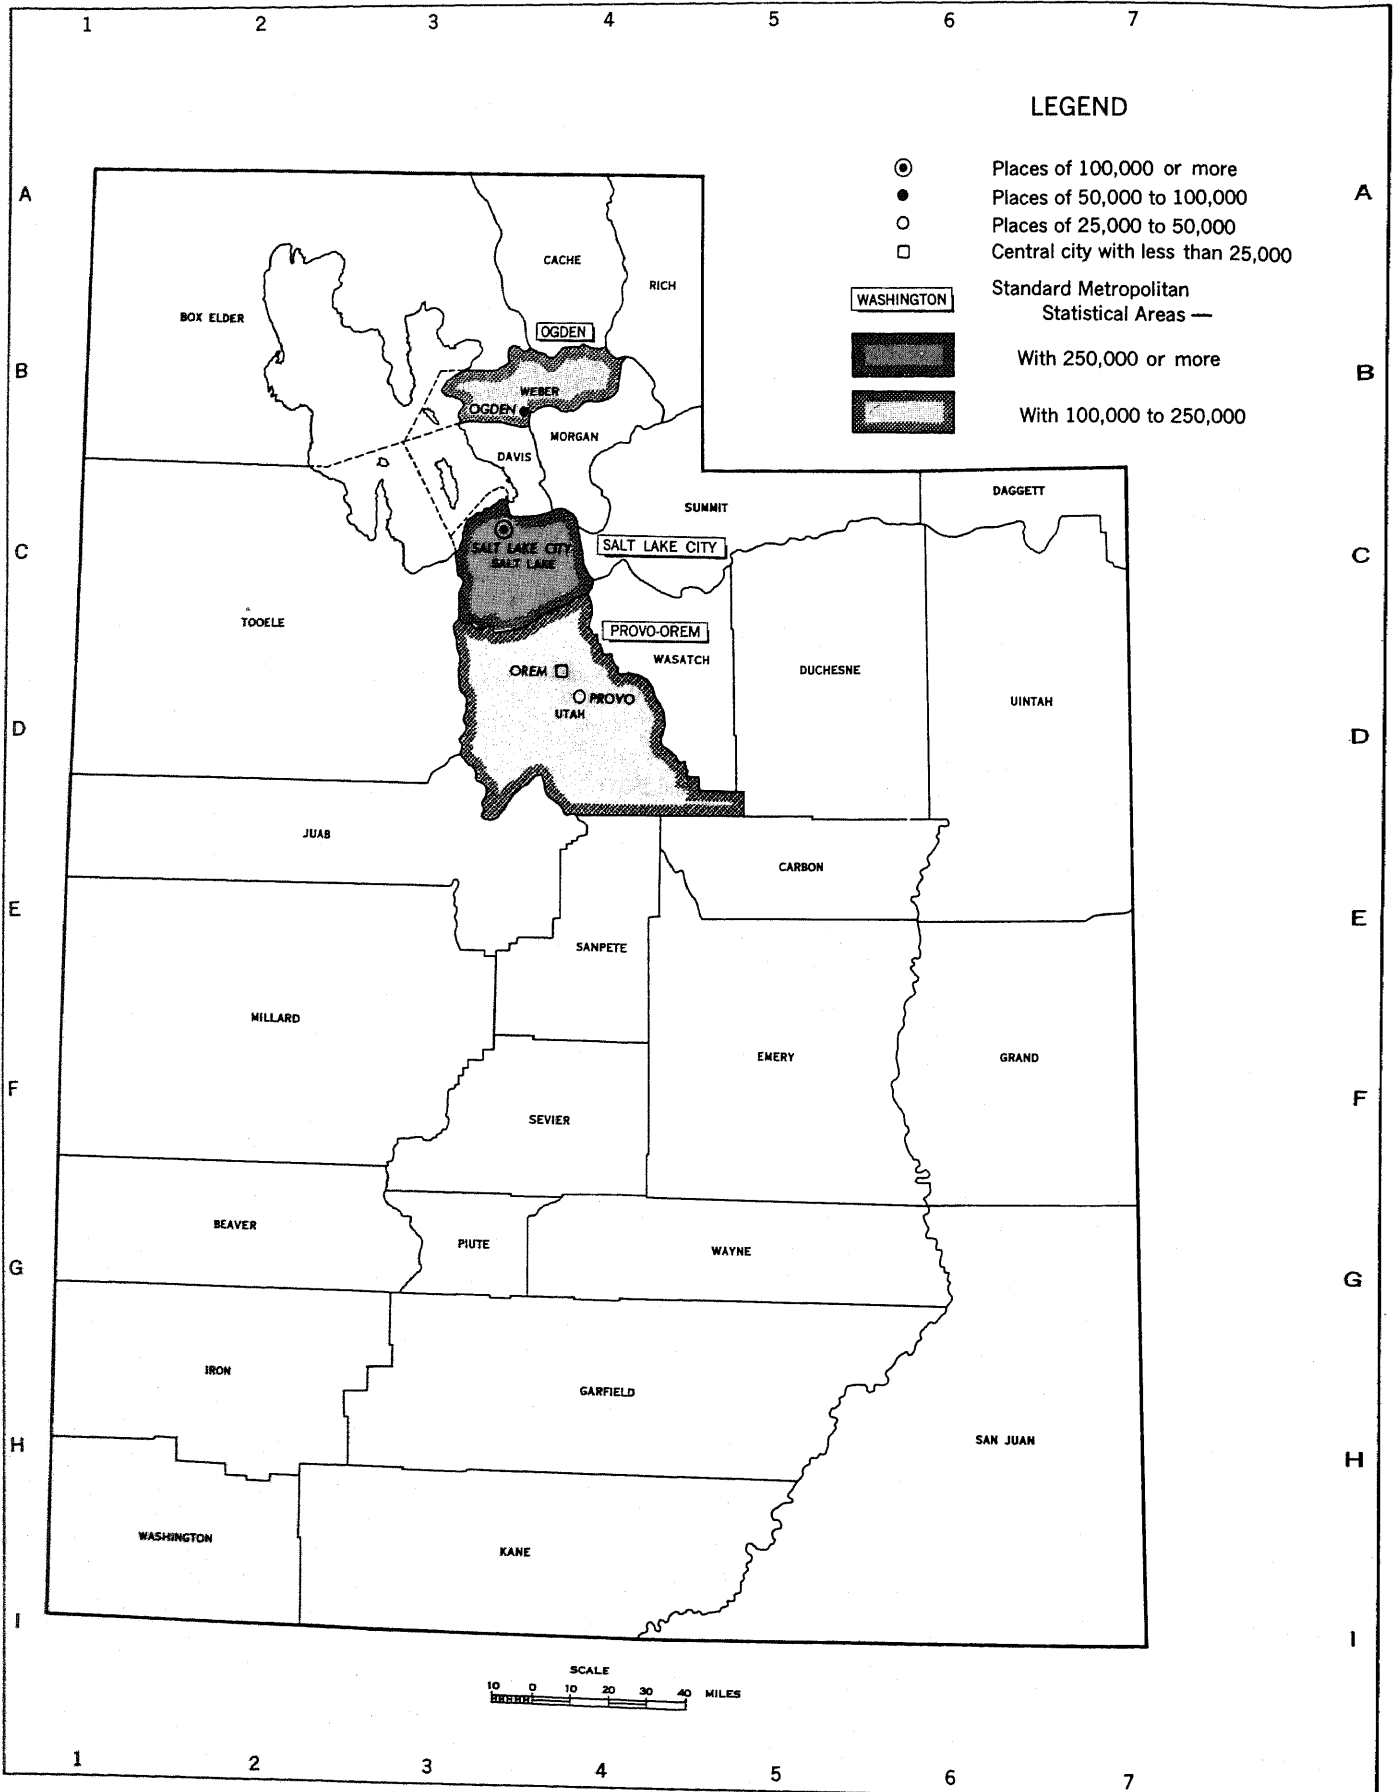 1 2 3 4 5 6 7
LEGEND
Places of 100,000 or more
Places of 50,000 to 100,000
Places of 25,000 to 50,000
Central city with less than 25,000
WASHINGTON Standard Metropolitan
Statistical Areas —
With 250,000 or more
With 100,000 to 250,000
A A
CACHE
RICH
BOX ELDER
OGDEN
B B
WEBER
OGDEN
MORGAN
DAVIS
DAGGETT
SUMMIT
C C
SALT LAKE CITY SALT LAKE CITY
SALT LAKE
TOOELE
PROVO-OREM
WASATCH
OREM
DUCHESNE
PROVO
UINTAH
UTAH
D D
JUAB
CARBON
E E
SANPETE
MILLARD
EMERY
GRAND
F F
SEVIER
BEAVER
PIUTE
WAYNE
G G
IRON
GARFIELD
SAN JUAN
H H
WASHINGTON
KANE
I I
SCALE
10 0 10 20 30 40 MILES
1 2 3 4 5 6 7